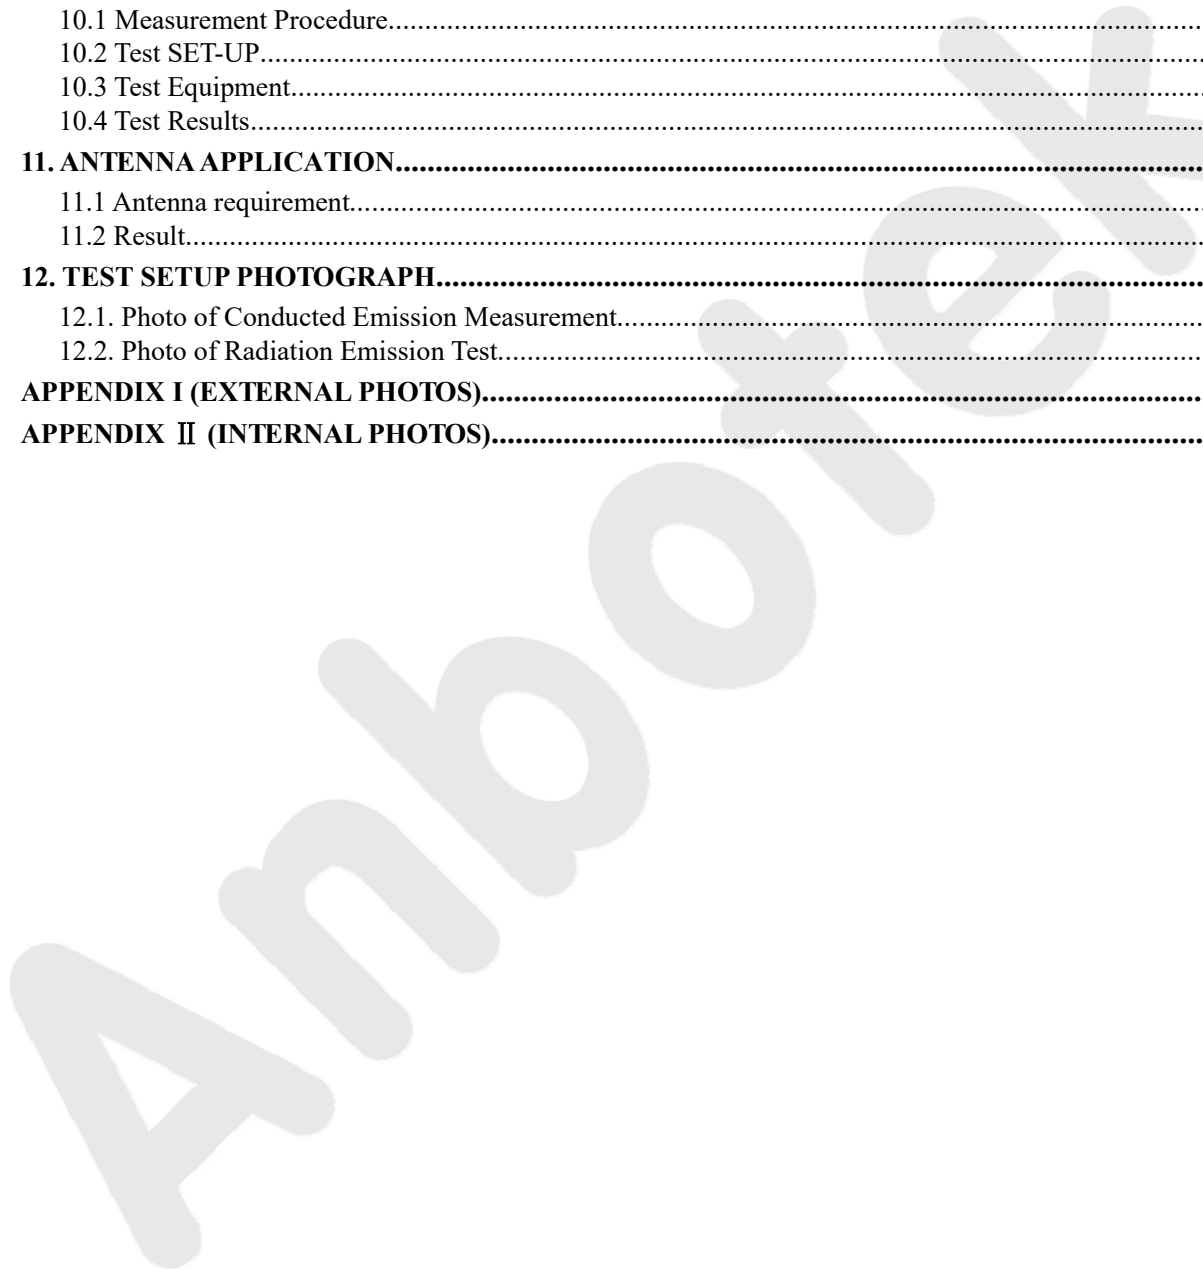 10.1 Measurement Procedure........................................................................................................................
10.2 Test SET-UP........................................................................................................................
10.3 Test Equipment........................................................................................................................
10.4 Test Results........................................................................................................................
11. ANTENNA APPLICATION........................................................................................................................
11.1 Antenna requirement........................................................................................................................
11.2 Result........................................................................................................................
12. TEST SETUP PHOTOGRAPH........................................................................................................................
12.1. Photo of Conducted Emission Measurement........................................................................................................................
12.2. Photo of Radiation Emission Test........................................................................................................................
APPENDIX I (EXTERNAL PHOTOS)........................................................................................................................
APPENDIX Ⅱ (INTERNAL PHOTOS)........................................................................................................................
Anbotek